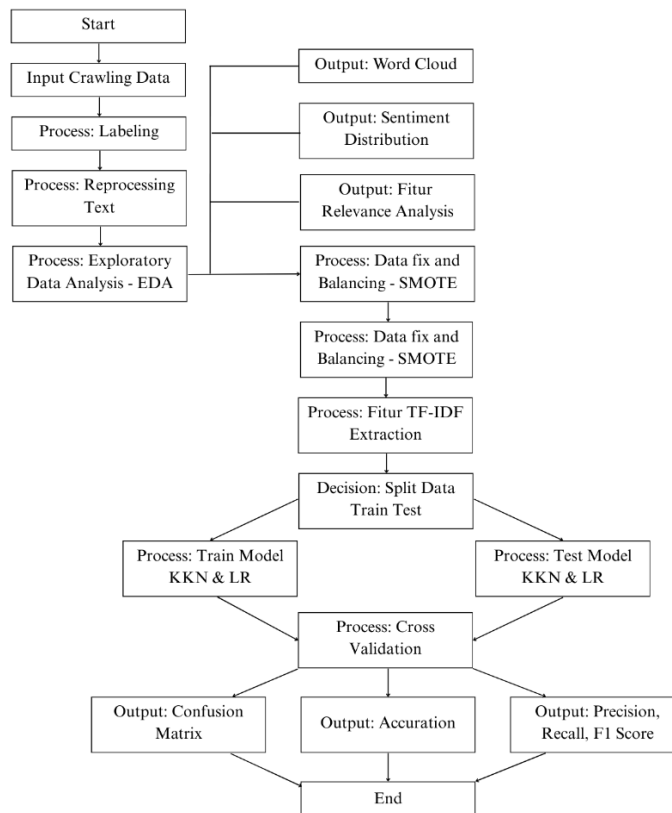 Start
Input Crawling Data
Process: Labeling
Process: Reprocessing
Text
Process: Exploratory
Data Analysis - EDA
Output: Word Cloud
Output: Sentiment
Distribution
Output: Fitur
Relevance Analysis
Process: Data fix and
Balancing - SMOTE
Process: Data fix and
Balancing - SMOTE
Process: Fitur TF-IDF
Extraction
Decision: Split Data
Train Test
Process: Train Model
KKN & LR
Process: Test Model
KKN & LR
Process: Cross
Validation
Output: Confusion
Matrix
Output: Accuration
Output: Precision,
Recall, F1 Score
End